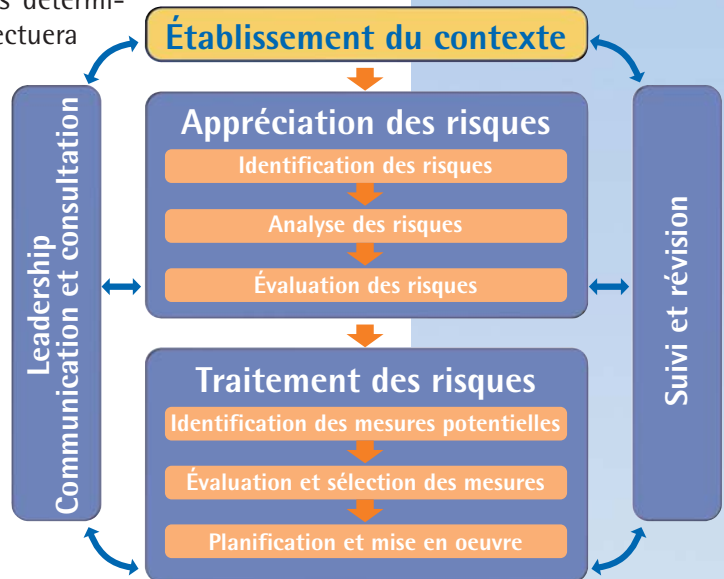 s détermi-
ectuera
Établissement du contexte
Leadership
Communication et consultation
Appréciation des risques
Identification des risques
Analyse des risques
Évaluation des risques
Traitement des risques
Identification des mesures potentielles
Évaluation et sélection des mesures
Planification et mise en oeuvre
Suivi et révision